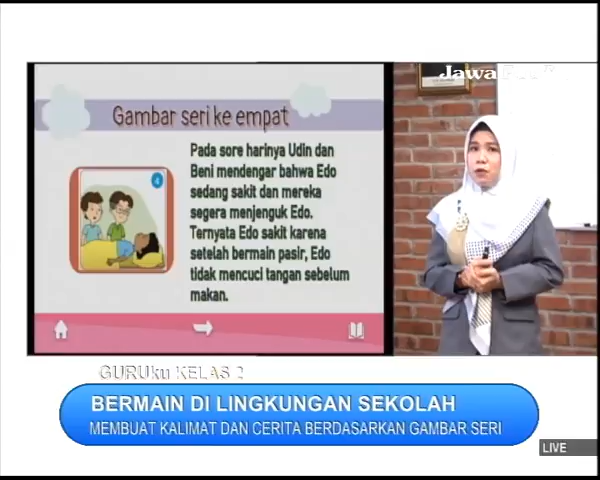 Jawa
Gambar seri ke empat
4
Pada sore harinya Udin dan
Beni mendengar bahwa Edo
sedang sakit dan mereka
segera menjenguk Edo.
Ternyata Edo sakit karena
setelah bermain pasir, Edo
tidak mencuci tangan sebelum
makan.
GURUku KELAS 2
BERMAIN DI LINGKUNGAN SEKOLAH
MEMBUAT KALIMAT DAN CERITA BERDASARKAN GAMBAR SERI
LIVE